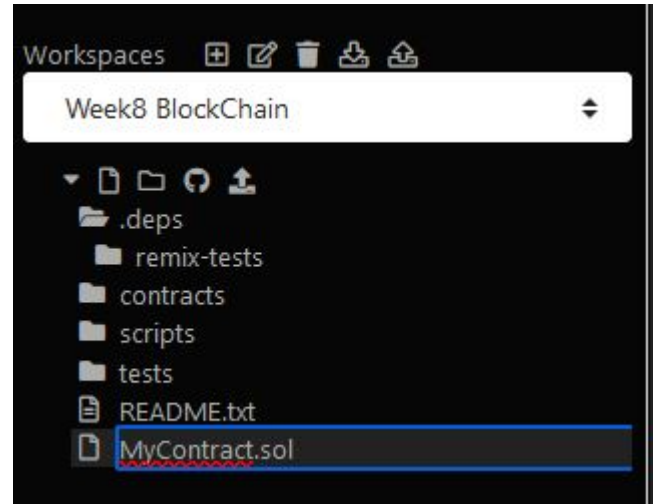 Workspaces
Week8 BlockChain
.deps
remix-tests
contracts
scripts
tests
README.txt
MyContract.sol